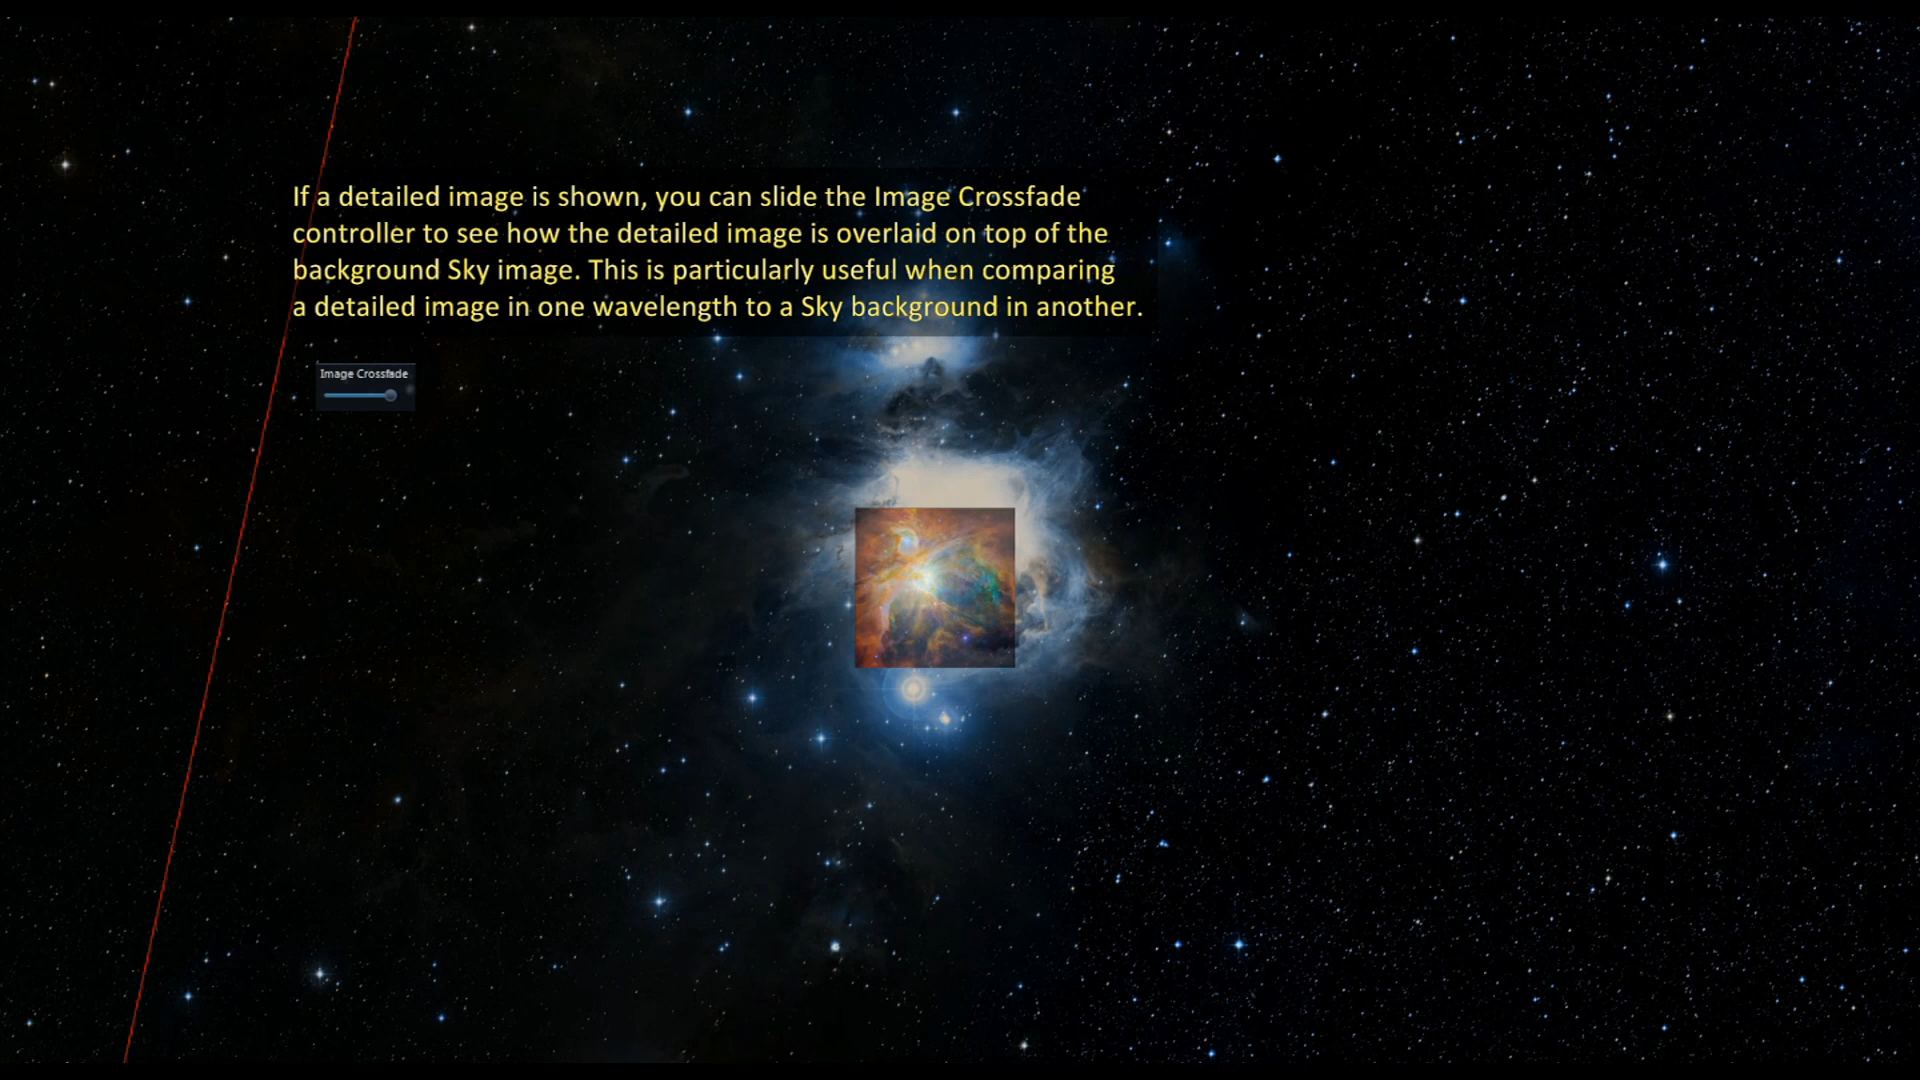 If a detailed image is shown, you can slide the Image Crossfade
controller to see how the detailed image is overlaid on top of the
background Sky image. This is particularly useful when comparing
a detailed image in one wavelength to a Sky background in another.
Image Crossfade